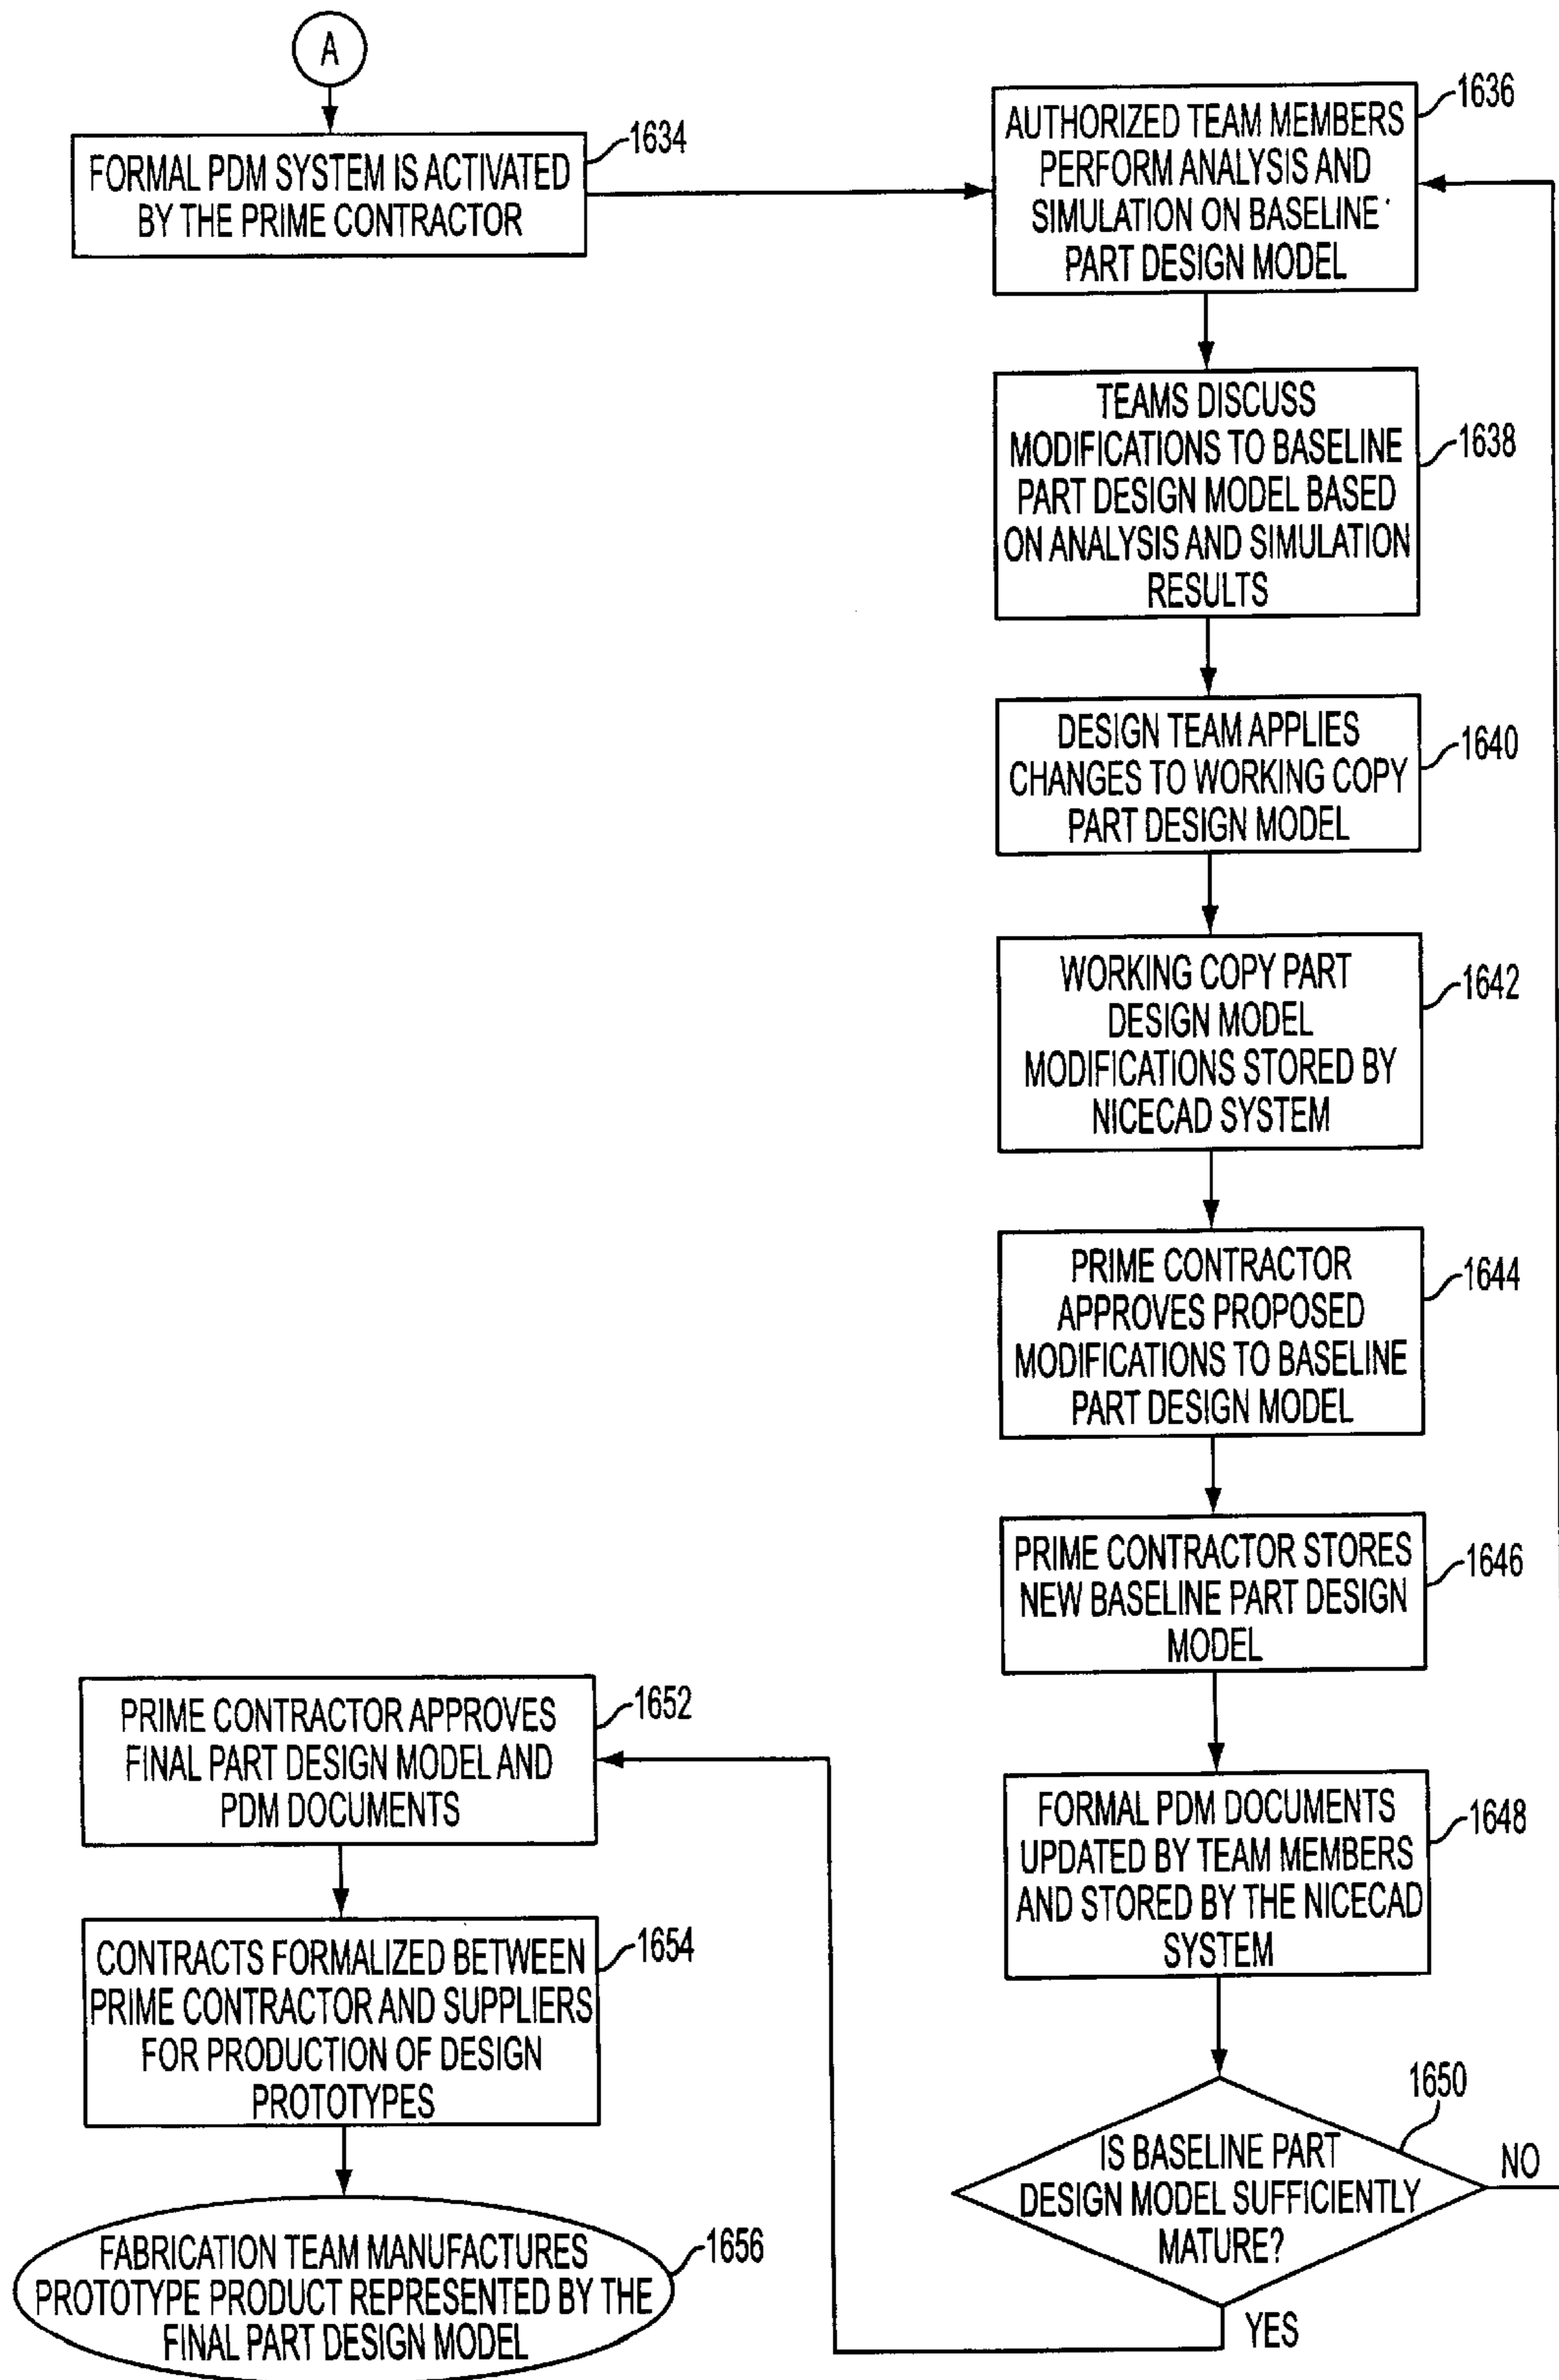 A
FORMAL PDM SYSTEM IS ACTIVATED
BY THE PRIME CONTRACTOR
1634
AUTHORIZED TEAM MEMBERS
PERFORM ANALYSIS AND
SIMULATION ON BASELINE
PART DESIGN MODEL
1636
TEAMS DISCUSS
MODIFICATIONS TO BASELINE
PART DESIGN MODEL BASED
ON ANALYSIS AND SIMULATION
RESULTS
1638
DESIGN TEAM APPLIES
CHANGES TO WORKING COPY
PART DESIGN MODEL
1640
WORKING COPY PART
DESIGN MODEL
MODIFICATIONS STORED BY
NICECAD SYSTEM
1642
PRIME CONTRACTOR
APPROVES PROPOSED
MODIFICATIONS TO BASELINE
PART DESIGN MODEL
1644
PRIME CONTRACTOR STORES
NEW BASELINE PART DESIGN
MODEL
1646
FORMAL PDM DOCUMENTS
UPDATED BY TEAM MEMBERS
AND STORED BY THE NICECAD
SYSTEM
1648
IS BASELINE PART
DESIGN MODEL SUFFICIENTLY
MATURE?
1650
NO
YES
PRIME CONTRACTOR APPROVES
FINAL PART DESIGN MODEL AND
PDM DOCUMENTS
1652
CONTRACTS FORMALIZED BETWEEN
PRIME CONTRACTOR AND SUPPLIERS
FOR PRODUCTION OF DESIGN
PROTOTYPES
1654
FABRICATION TEAM MANUFACTURES
PROTOTYPE PRODUCT REPRESENTED BY THE
FINAL PART DESIGN MODEL
1656